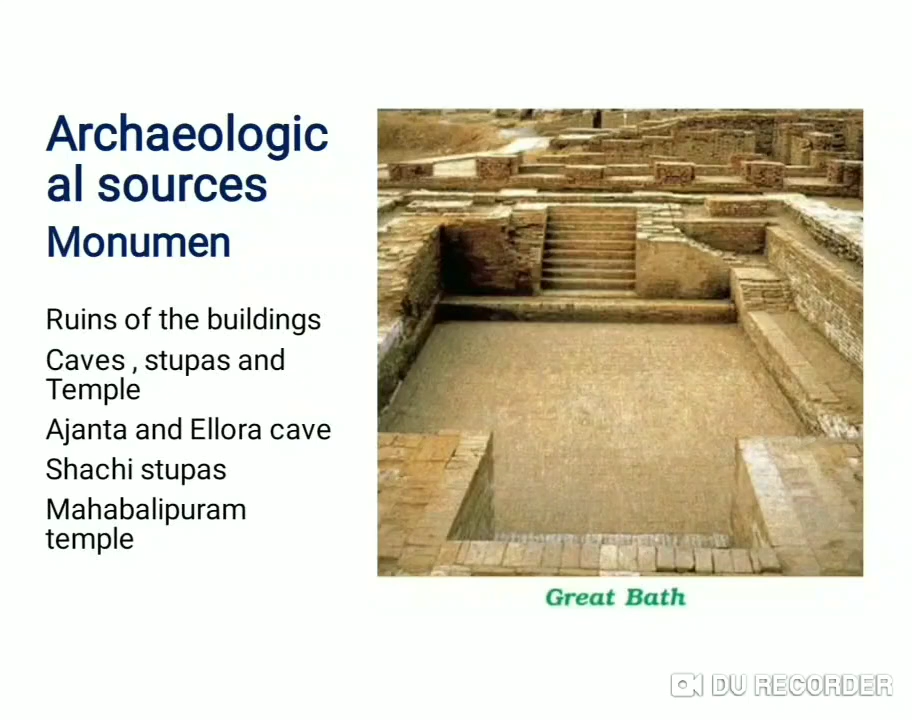 Archaeologic
al sources
Monumen
Ruins of the buildings
Caves , stupas and
Temple
Ajanta and Ellora cave
Shachi stupas
Mahabalipuram
temple
Great Bath
DU RECORDER